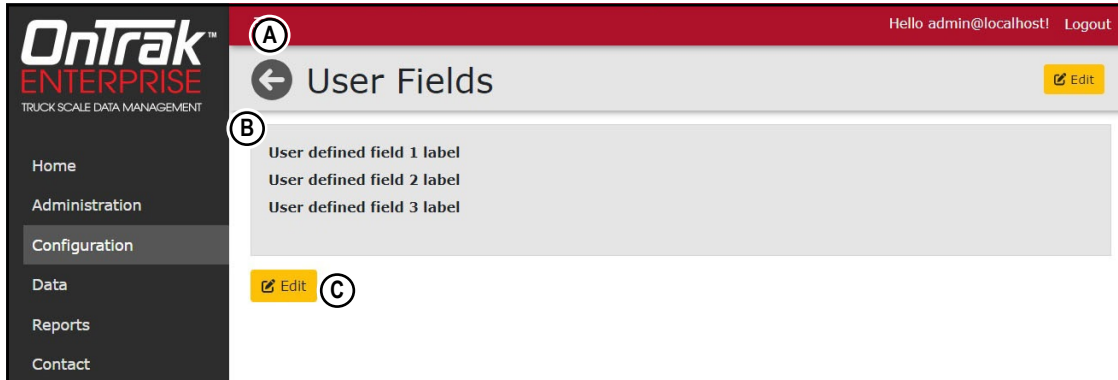 OnTrak™
ENTERPRISE
TRUCK SCALE DATA MANAGEMENT
Hello admin@localhost! Logout
A
User Fields
Edit
B
Home
Administration
Configuration
Data
Reports
Contact
User defined field 1 label
User defined field 2 label
User defined field 3 label
Edit
C